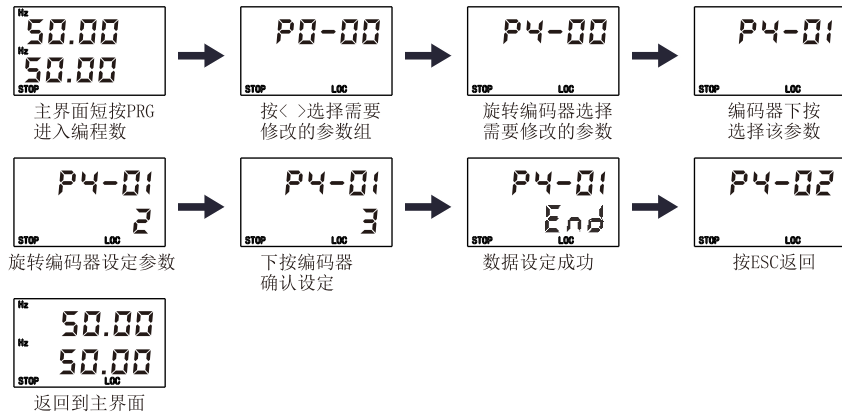 Hz
50.00
Hz
50.00
STOP
主界面短按PRG
进入编程数
P0-00
STOP LOC
按< >选择需要
修改的参数组
P4-00
STOP LOC
旋转编码器选择
需要修改的参数
P4-01
STOP LOC
编码器下按
选择该参数
P4-01
2
STOP LOC
旋转编码器设定参数
P4-01
3
STOP LOC
下按编码器
确认设定
P4-01
End
STOP LOC
数据设定成功
P4-02
STOP LOC
按ESC返回
Hz
50.00
Hz
50.00
STOP LOC
返回到主界面